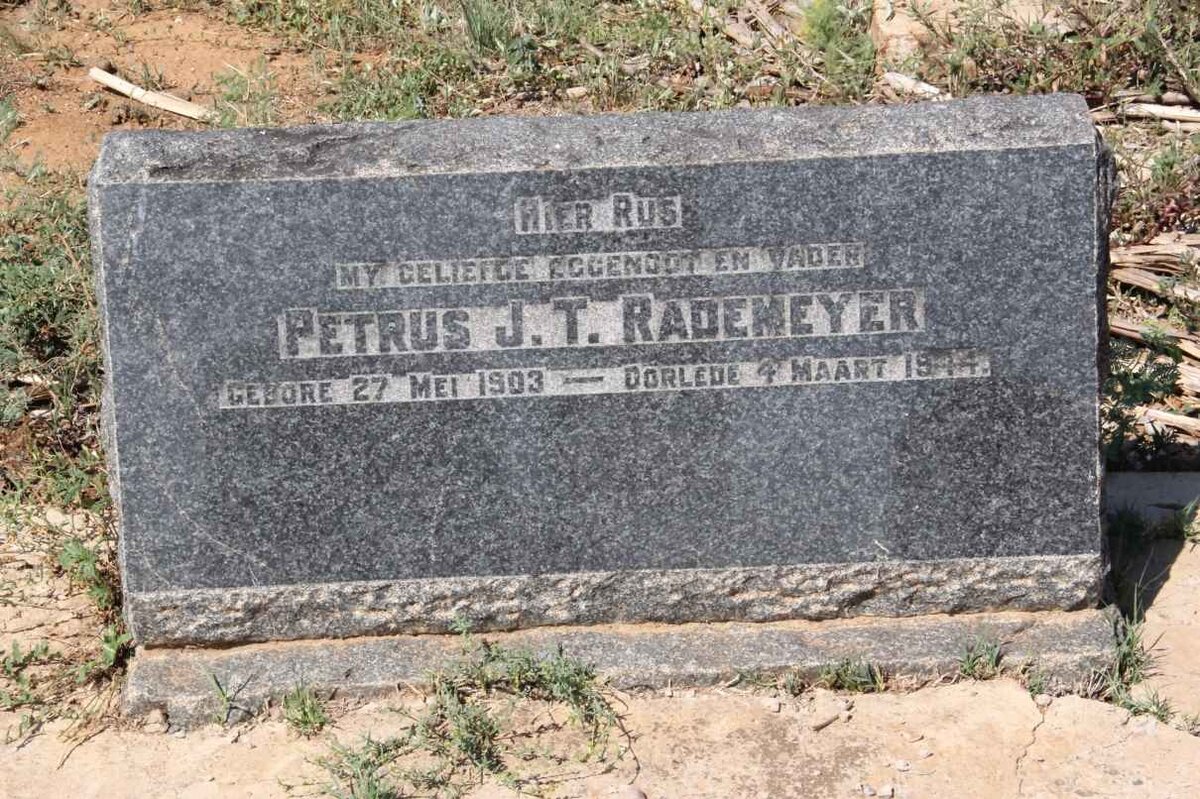 HIER RUS
MY GELIEFDE EGGENOOT EN VADER
PETRUS J. T. RADEMEYER
GEBORE 27 MEI 1903 — OORLEDE 4 MAART 1944.